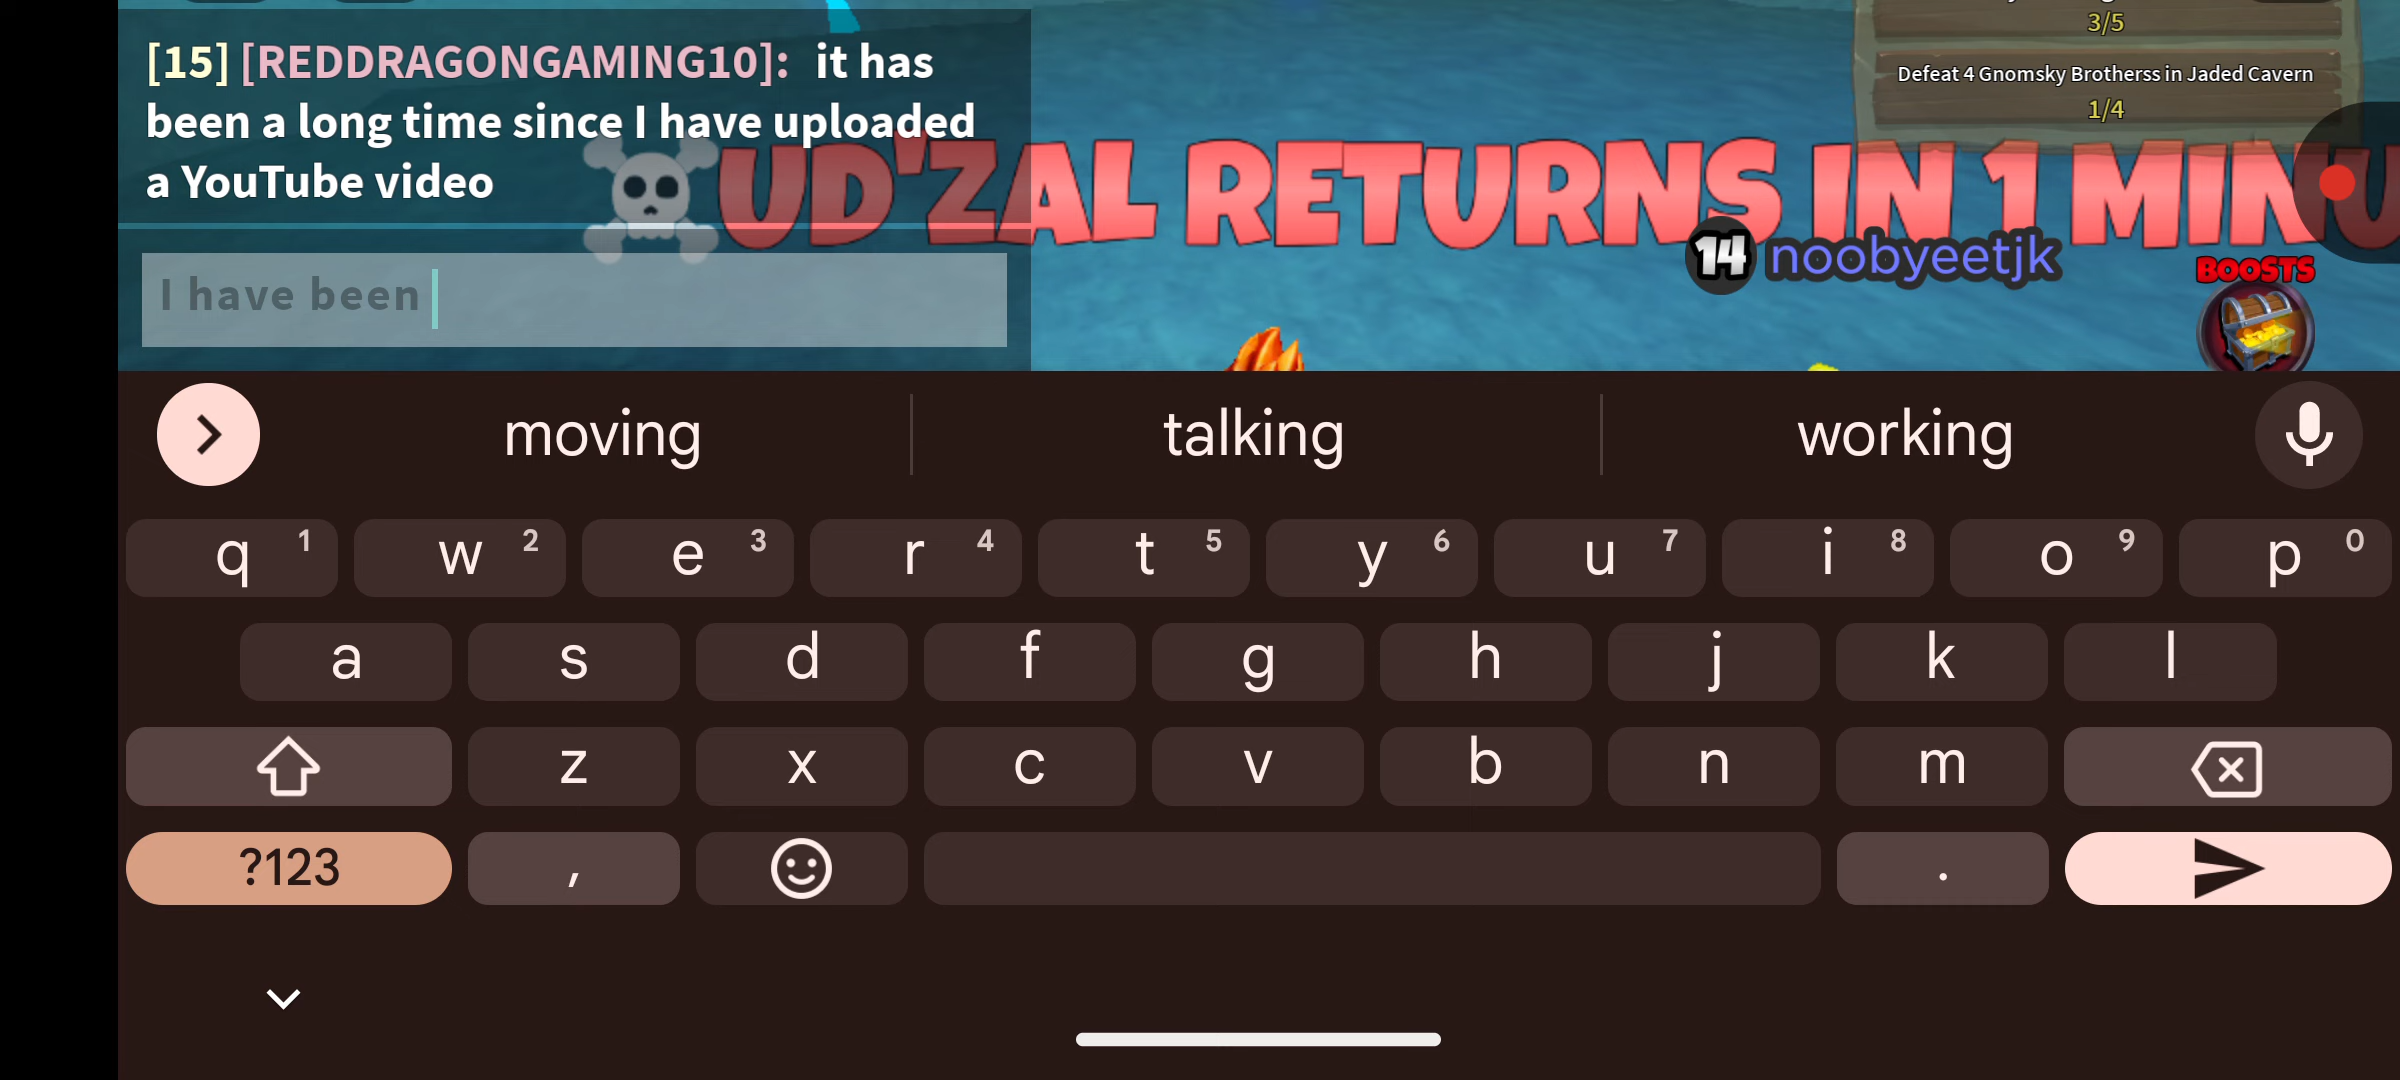 3/5
Defeat 4 Gnomsky Brotherss in Jaded Cavern
1/4
[15] [REDDRAGONGAMING10]: it has
been a long time since I have uploaded
a YouTube video
UD'ZAL RETURNS IN 1 MINU
14 noobyeetjk
BOOSTS
I have been
moving talking working
q 1 w 2 e 3 r 4 t 5 y 6 u 7 i 8 o 9 p 0
a s d f g h j k l
z x c v b n m
?123 , .